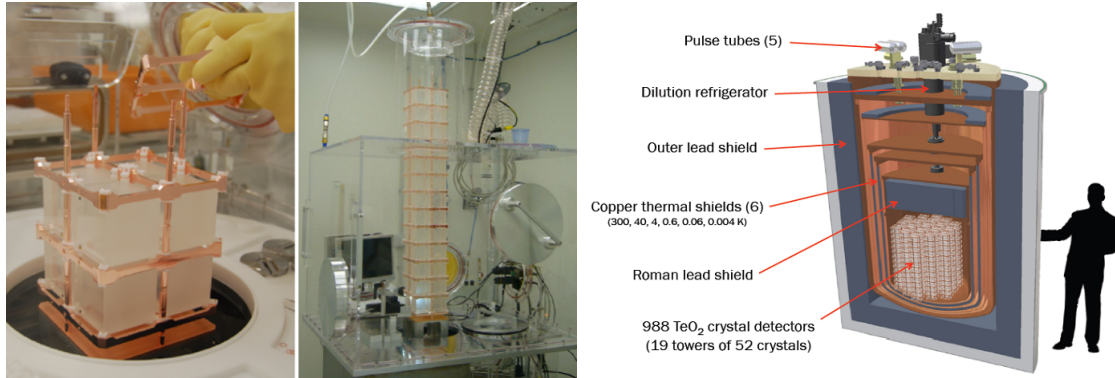 Pulse tubes (5)
Dilution refrigerator
Outer lead shield
Copper thermal shields (6)
(300, 40, 4, 0.6, 0.06, 0.004 K)
Roman lead shield
988 TeO₂ crystal detectors
(19 towers of 52 crystals)